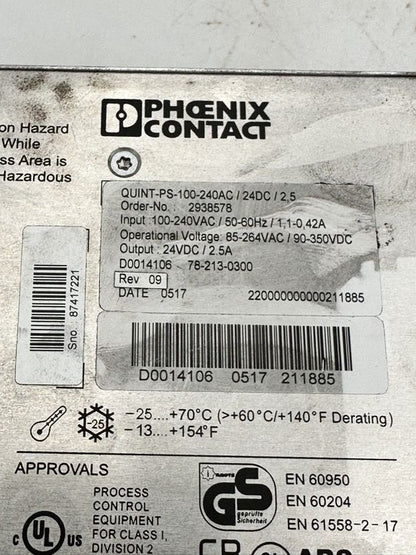 PHŒNIX
CONTACT
on Hazard
While
ss Area is
Hazardous
QUINT-PS-100-240AC / 24DC / 2,5
Order-No.: 2938578
Input :100-240VAC / 50-60Hz / 1,1-0,42A
Operational Voltage: 85-264VAC / 90-350VDC
Output : 24VDC / 2.5A
D0014106 78-213-0300
Rev 09
DATE 0517 220000000000211885
Sno.: 87417221
D0014106 0517 211885
-25
-25....+70°C (>+60°C/+140°F Derating)
-13....+154°F
APPROVALS
PROCESS
CONTROL
EQUIPMENT
FOR CLASS I,
DIVISION 2
c UL US
GS
geprüfte
Sicherheit
EN 60950
EN 60204
EN 61558-2-17